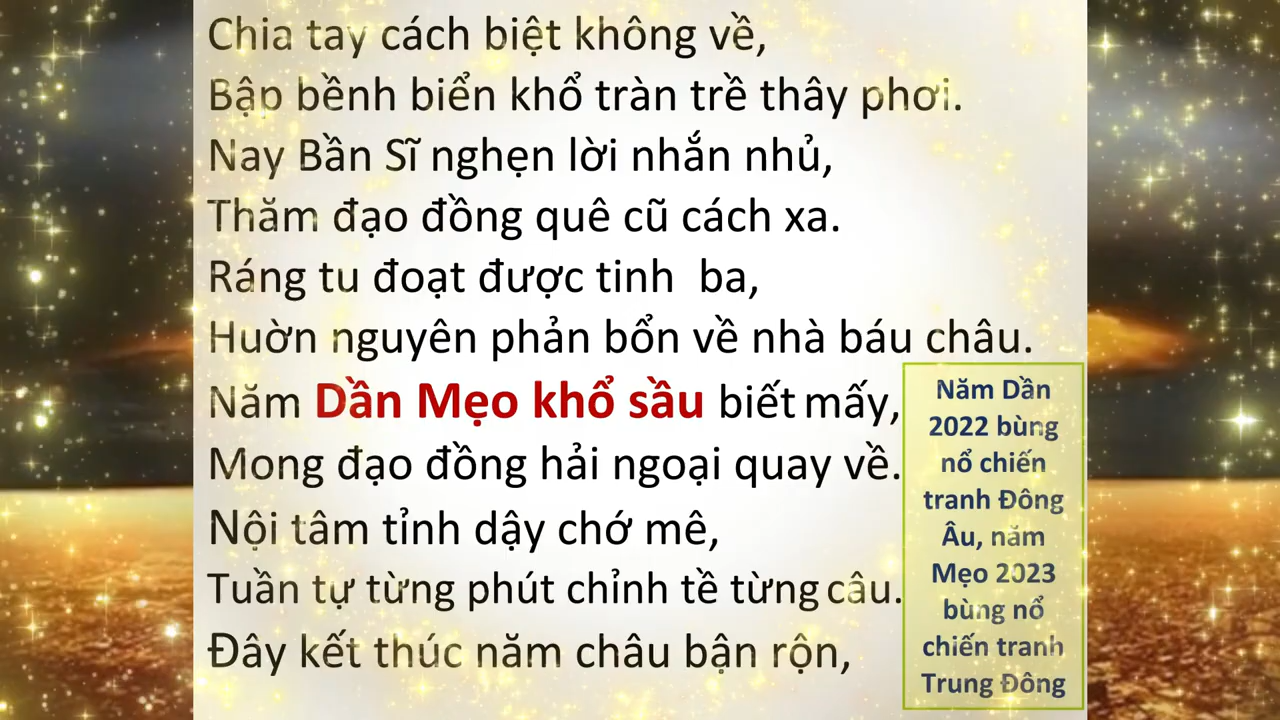 Chia tay cách biệt không về,
Bập bềnh biển khổ tràn trề thây phơi.
Nay Bần Sĩ nghẹn lời nhắn nhủ,
Thăm đạo đồng quê cũ cách xa.
Ráng tu đoạt được tinh ba,
Huờn nguyên phản bổn về nhà báu châu.
Năm Dần Mẹo khổ sầu biết mấy,
Mong đạo đồng hải ngoại quay về.
Nội tâm tỉnh dậy chớ mê,
Tuần tự từng phút chỉnh tề từng câu.
Đây kết thúc năm châu bận rộn,
Năm Dần
2022 bùng
nổ chiến
tranh Đông
Âu, năm
Mẹo 2023
bùng nổ
chiến tranh
Trung Đông